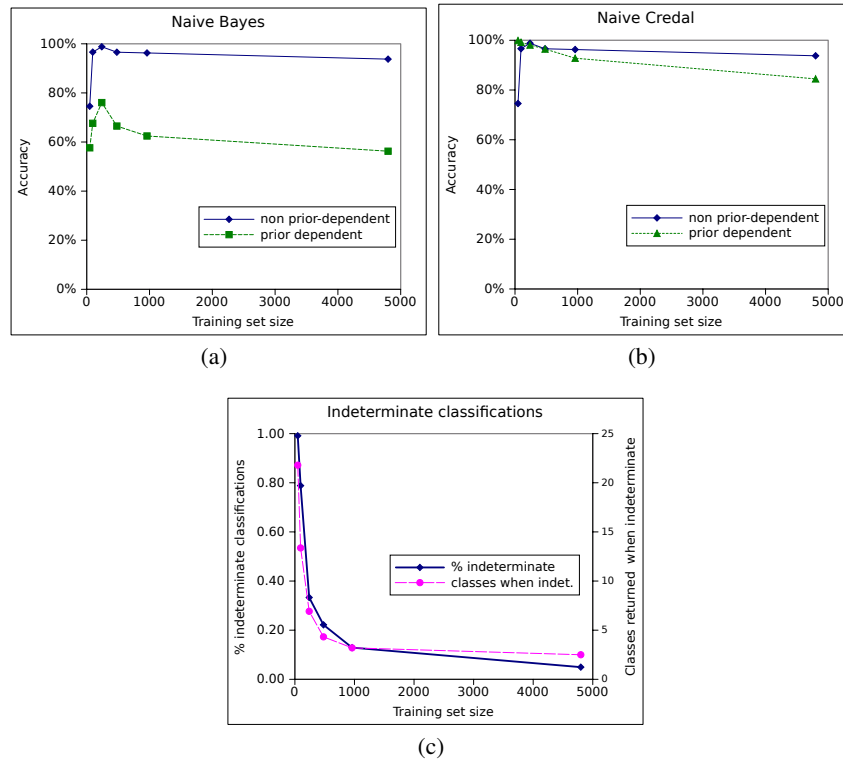 Naive Bayes
100%
80%
60%
40%
20%
0%
Accuracy
non prior-dependent
prior dependent
0 1000 2000 3000 4000 5000
Training set size
(a)
Naive Credal
100%
80%
60%
40%
20%
0%
Accuracy
non prior-dependent
prior dependent
0 1000 2000 3000 4000 5000
Training set size
(b)
Indeterminate classifications
1.00
0.80
0.60
0.40
0.20
0.00
% indeterminate classifications
% indeterminate
classes when indet.
25
20
15
10
5
0
Classes returned when indeterminate
0 1000 2000 3000 4000 5000
Training set size
(c)